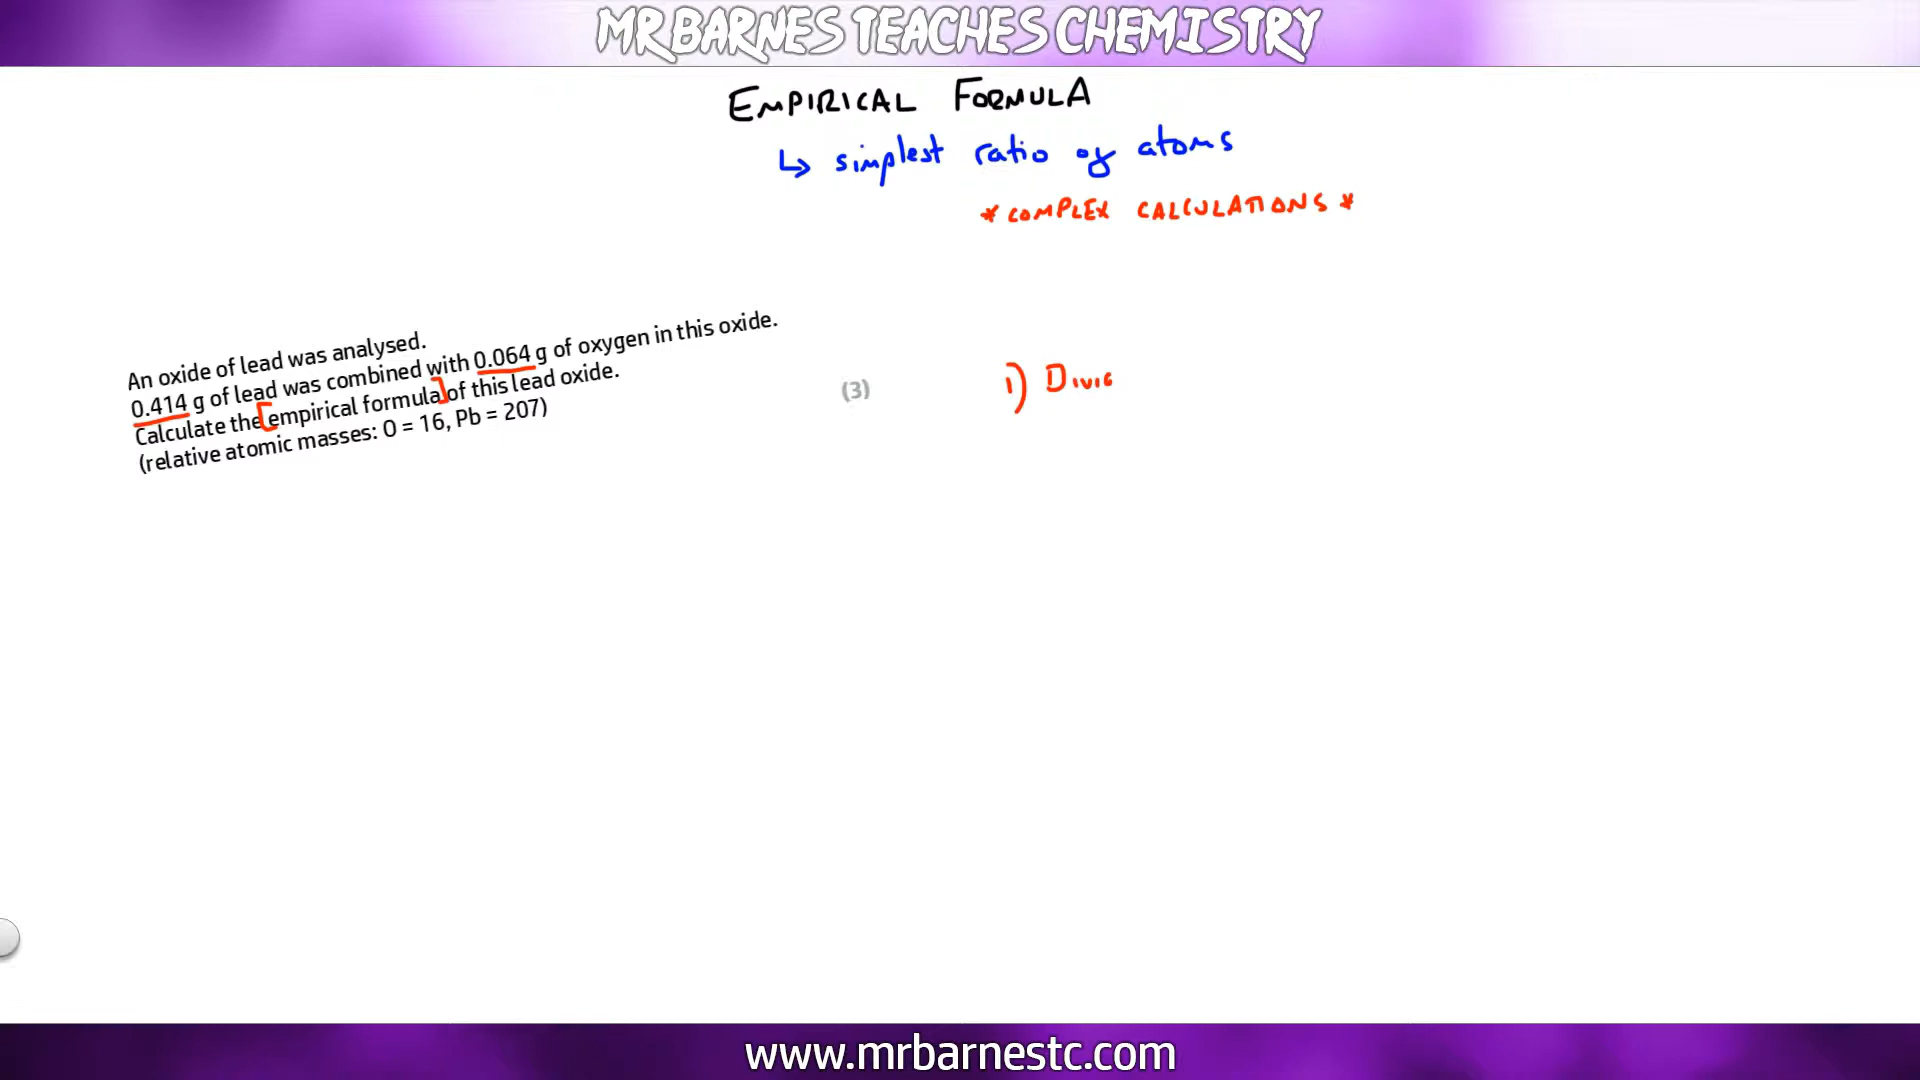 MR BARNES TEACHES CHEMISTRY
EMPIRICAL FORMULA
↳ simplest ratio of atoms
* COMPLEX CALCULATIONS *
An oxide of lead was analysed.
0.414 g of lead was combined with 0.064 g of oxygen in this oxide.
Calculate the [empirical formula] of this lead oxide.
(relative atomic masses: O = 16, Pb = 207)
(3)
1) Divic
www.mrbarnestc.com